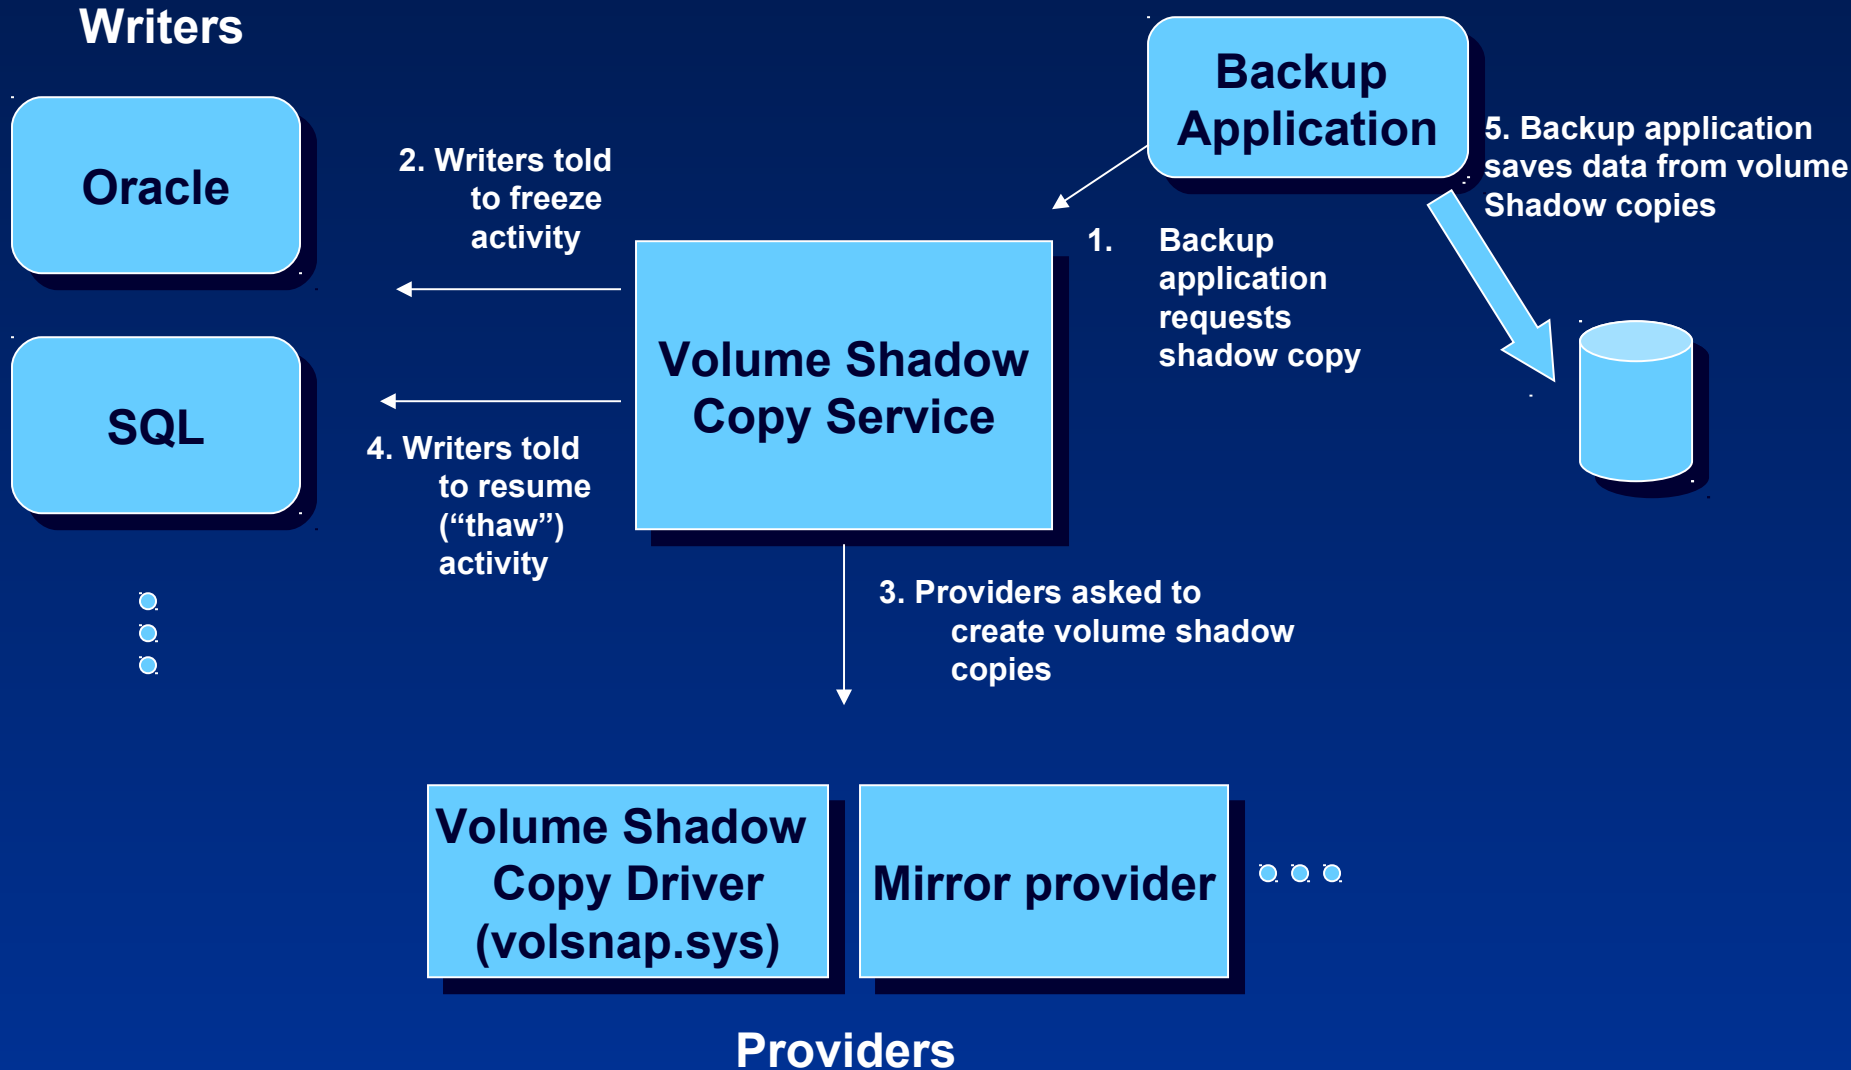 Writers
Oracle
SQL
2. Writers told
to freeze
activity
4. Writers told
to resume
(“thaw”)
activity
Volume Shadow
Copy Service
Backup
Application
1. Backup
application
requests
shadow copy
5. Backup application
saves data from volume
Shadow copies
3. Providers asked to
create volume shadow
copies
Volume Shadow
Copy Driver
(volsnap.sys)
Mirror provider
Providers